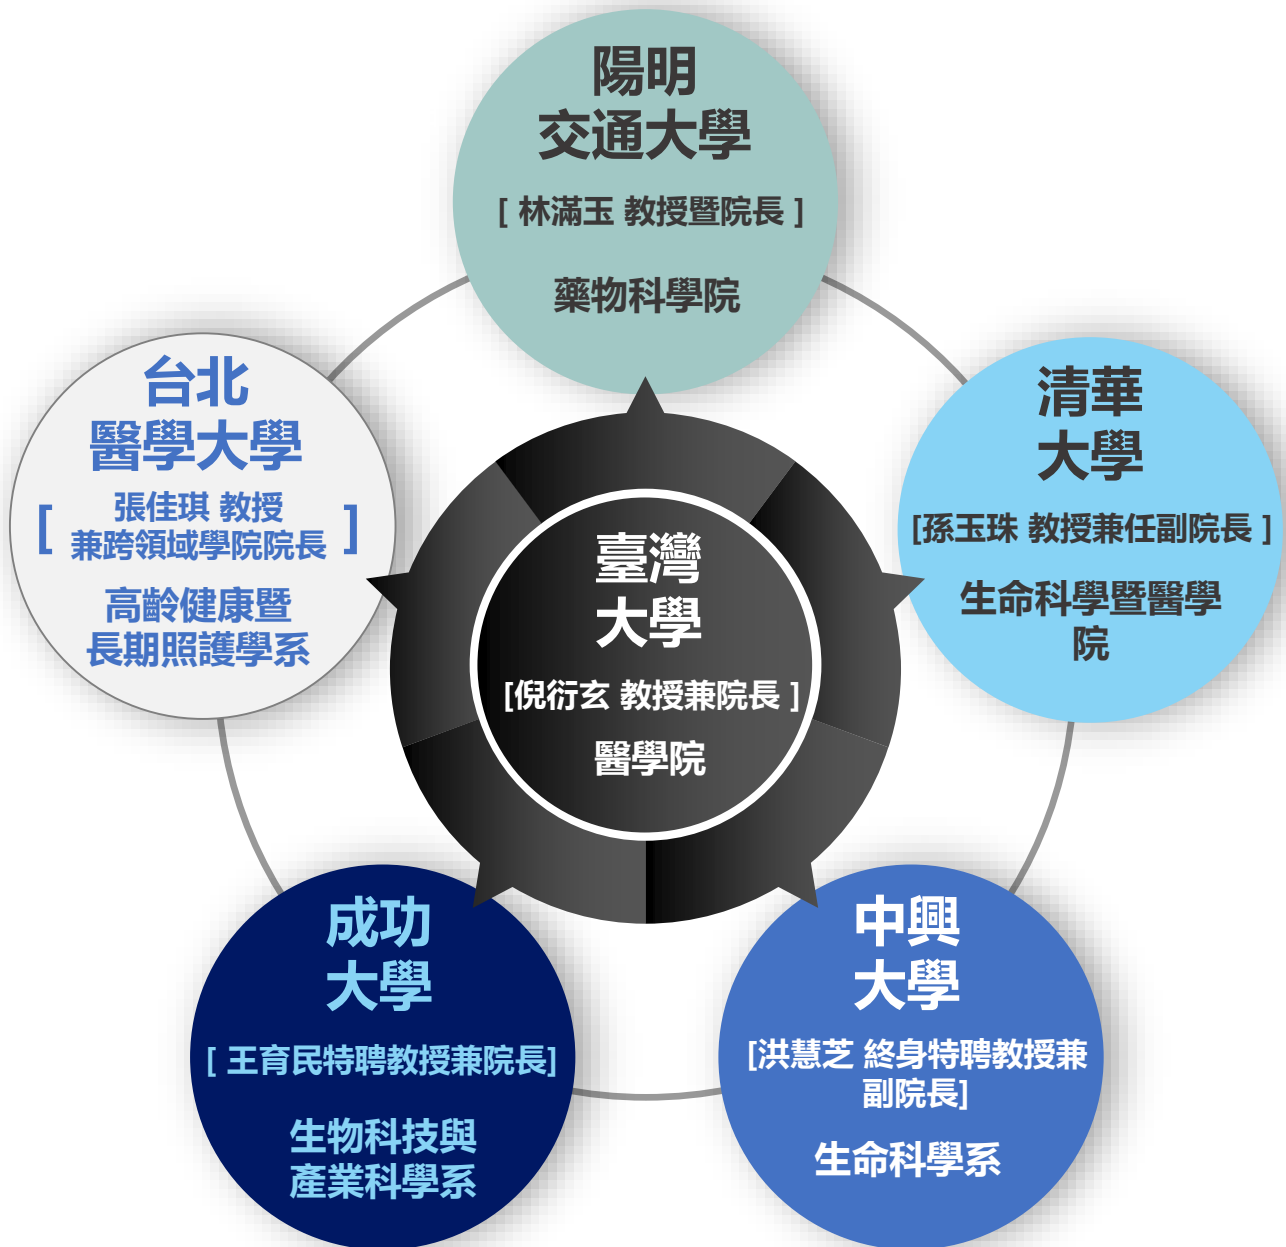 陽明
交通大學
[ 林滿玉 教授暨院長 ]
藥物科學院
台北
醫學大學
[ 張佳琪 教授
兼跨領域學院院長 ]
高齡健康暨
長期照護學系
清華
大學
[孫玉珠 教授兼任副院長 ]
生命科學暨醫學
院
臺灣
大學
[倪衍玄 教授兼院長 ]
醫學院
成功
大學
[ 王育民特聘教授兼院長]
生物科技與
產業科學系
中興
大學
[洪慧芝 終身特聘教授兼
副院長]
生命科學系